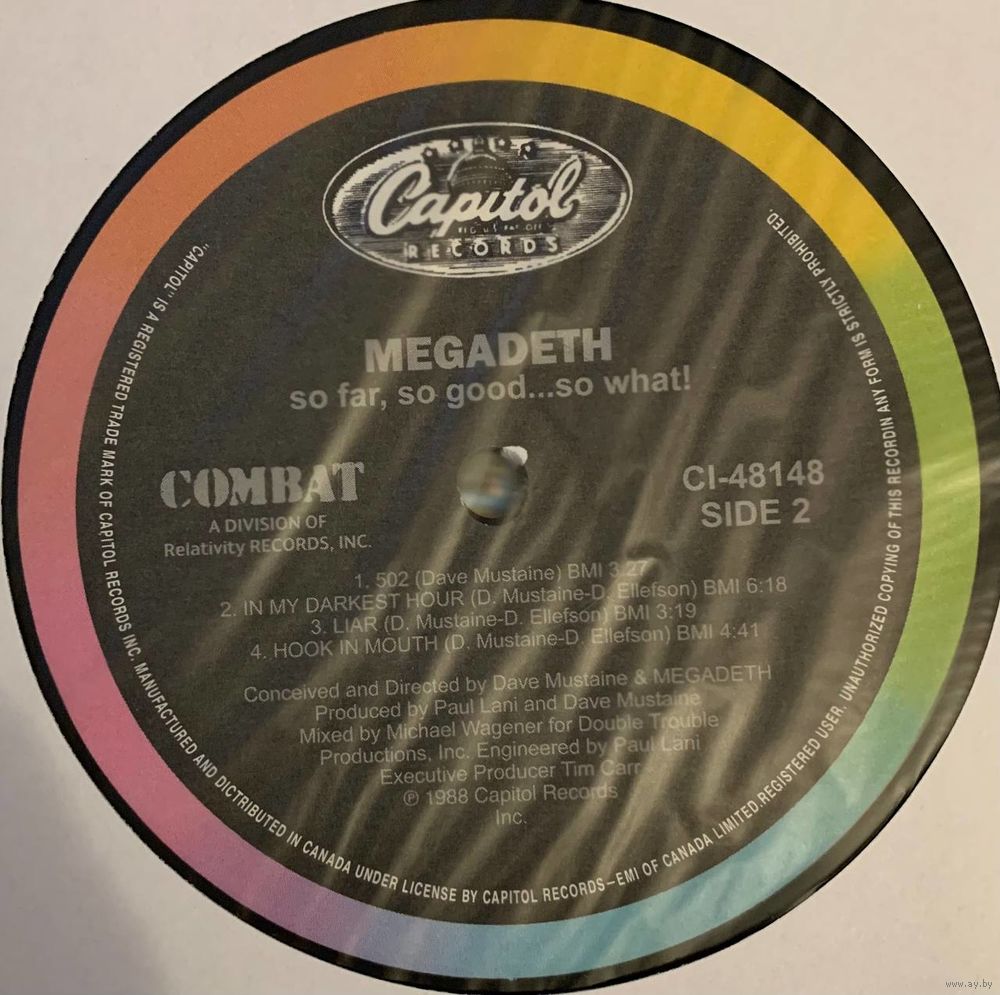 Capitol
RECORDS
MEGADETH
so far, so good...so what!
COMBAT
A DIVISION OF
Relativity RECORDS, INC.
CI-48148
SIDE 2
1. 502 (Dave Mustaine) BMI 3:27
2. IN MY DARKEST HOUR (D. Mustaine-D. Ellefson) BMI 6:18
3. LIAR (D. Mustaine-D. Ellefson) BMI 3:19
4. HOOK IN MOUTH (D. Mustaine-D. Ellefson) BMI 4:41
Conceived and Directed by Dave Mustaine & MEGADETH
Produced by Paul Lani and Dave Mustaine
Mixed by Michael Wagener for Double Trouble
Productions, Inc. Engineered by Paul Lani
Executive Producer Tim Carr
℗ 1988 Capitol Records
Inc.
"CAPITOL" IS A REGISTERED TRADE MARK OF CAPITOL RECORDS INC. MANUFACTURED AND DICTRIBUTED IN CANADA UNDER LICENSE BY CAPITOL RECORDS-EMI OF CANADA LIMITED.REGISTERED USER. UNAUTHORIZED COPYING OF THIS RECORDIN ANY FORM IS STRICTLY PROHIBITED.
www.ay.by